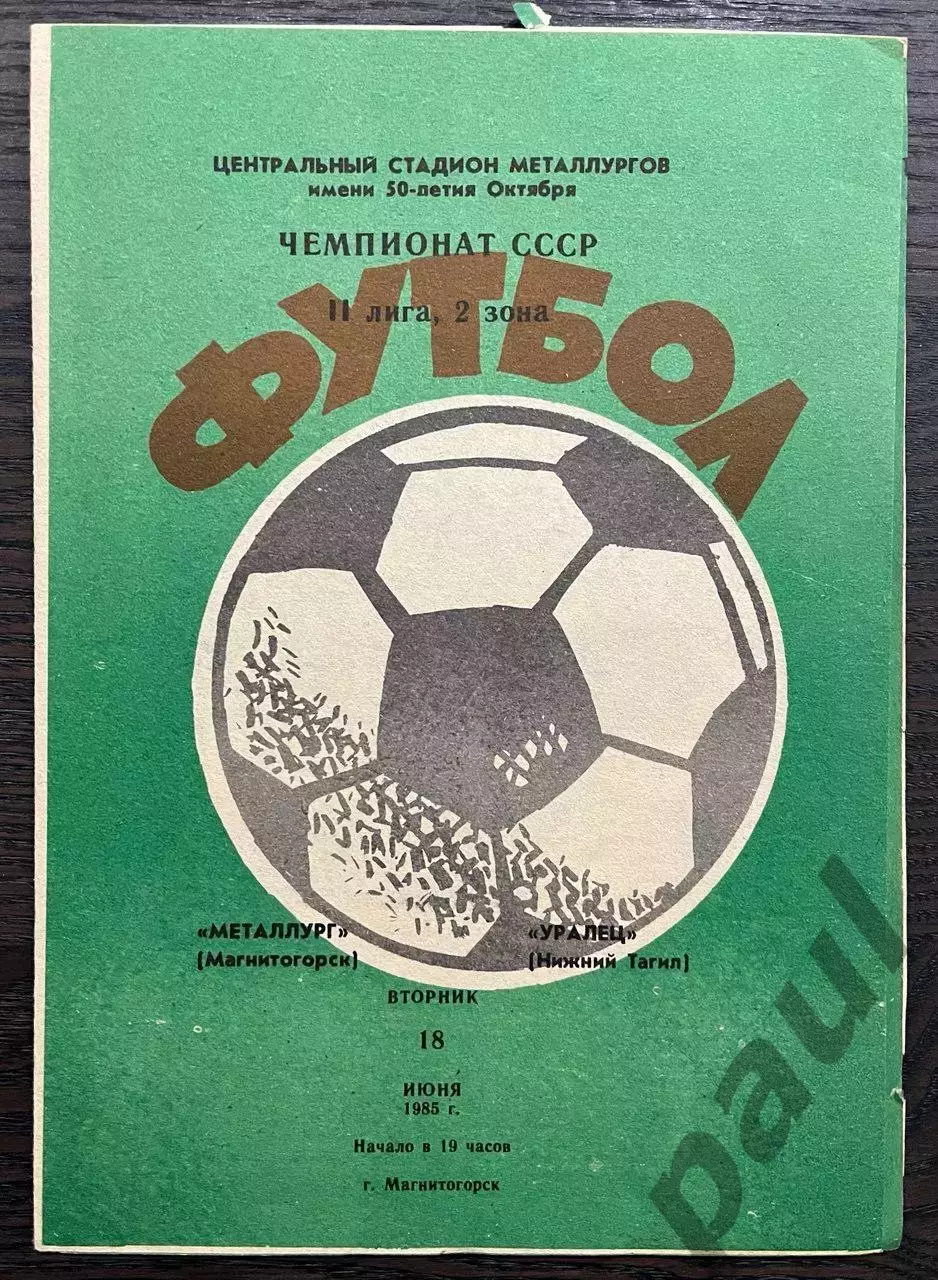 ЦЕНТРАЛЬНЫЙ СТАДИОН МЕТАЛЛУРГОВ
имени 50-летия Октября
ЧЕМПИОНАТ СССР
II лига, 2 зона
ФУТБОЛ
«МЕТАЛЛУРГ»
(Магнитогорск)
«УРАЛЕЦ»
(Нижний Тагил)
ВТОРНИК
18
ИЮНЯ
1985 г.
Начало в 19 часов
г. Магнитогорск
paul